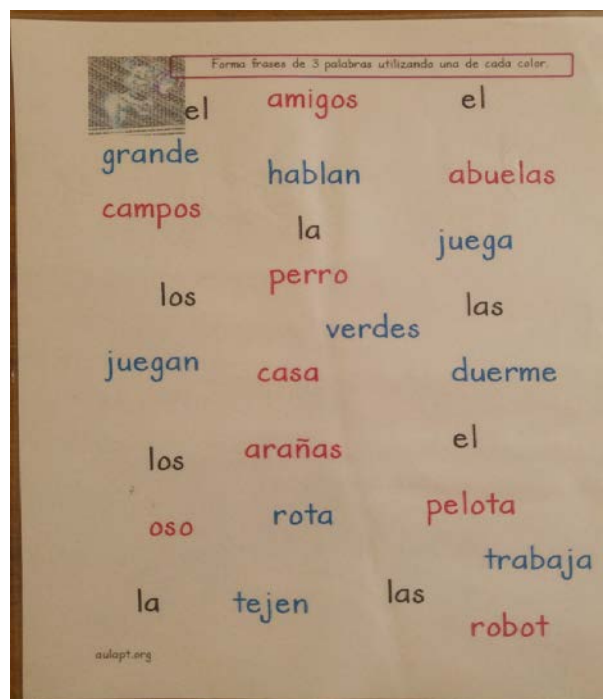 Forma frases de 3 palabras utilizando una de cada color.
el amigos el
grande hablan abuelas
campos la juega
perro
los las
verdes
juegan casa duerme
los arañas el
oso rota pelota
trabaja
la tejen las
robot
aulapt.org